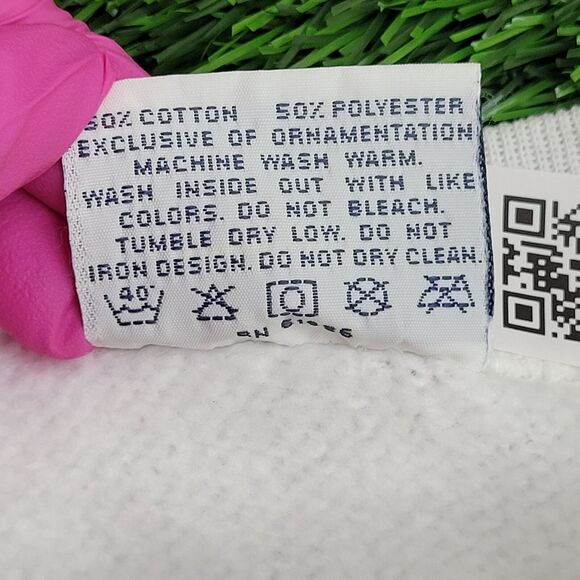 50% COTTON 50% POLYESTER
EXCLUSIVE OF ORNAMENTATION
MACHINE WASH WARM.
WASH INSIDE OUT WITH LIKE
COLORS. DO NOT BLEACH.
TUMBLE DRY LOW. DO NOT
IRON DESIGN. DO NOT DRY CLEAN.
40°
RN